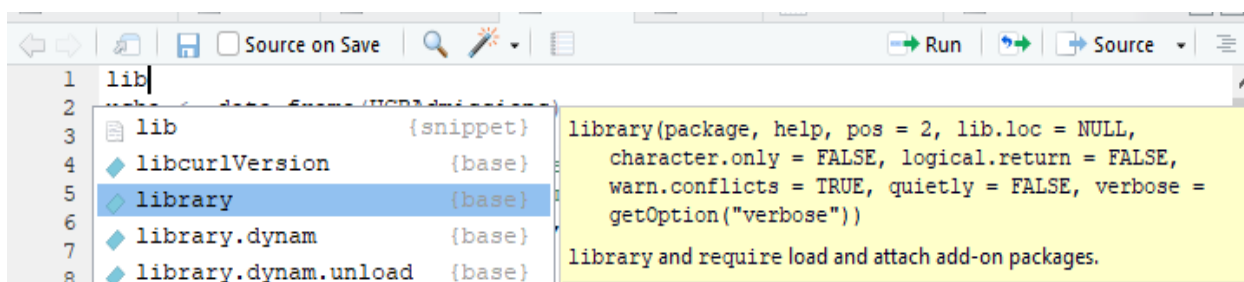 Source on Save
Run
Source
1 lib
2
3 lib {snippet}
4 libcurlVersion {base}
5 library {base}
6 library.dynam {base}
7
8 library.dynam.unload {base}
library(package, help, pos = 2, lib.loc = NULL,
character.only = FALSE, logical.return = FALSE,
warn.conflicts = TRUE, quietly = FALSE, verbose =
getOption("verbose"))
library and require load and attach add-on packages.